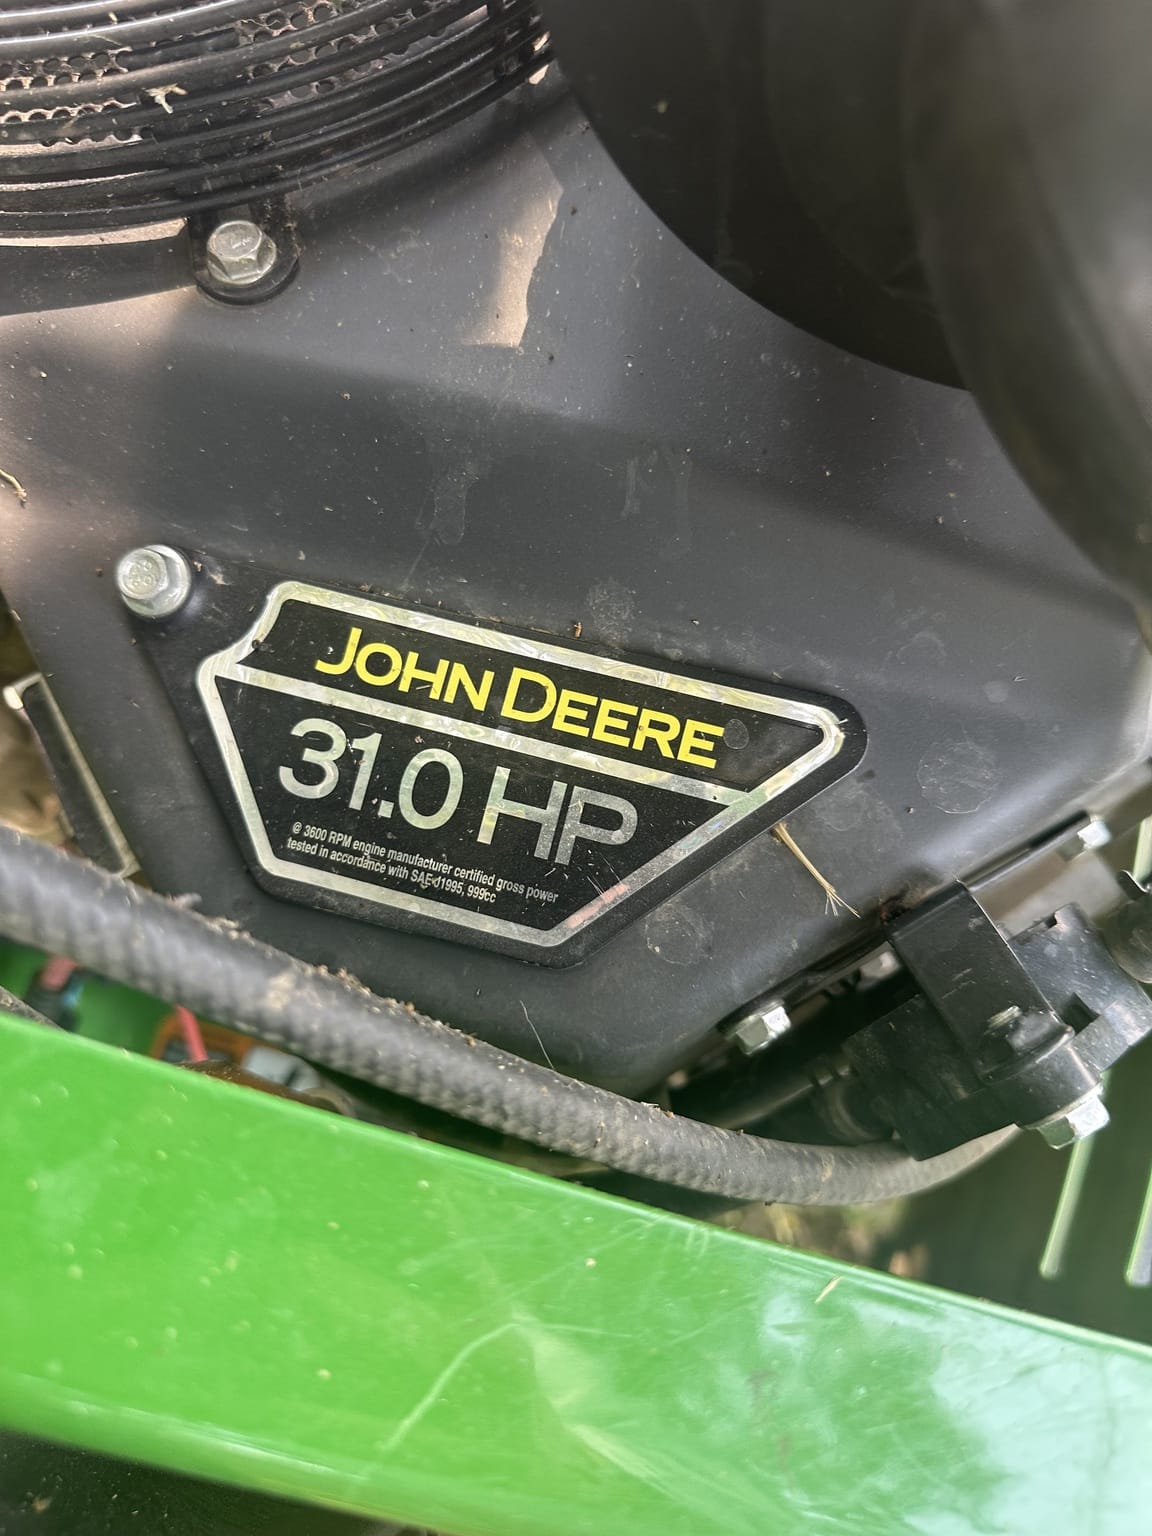 JOHN DEERE
31.0 HP
@ 3600 RPM engine manufacturer certified gross power
tested in accordance with SAE J1995, 999cc